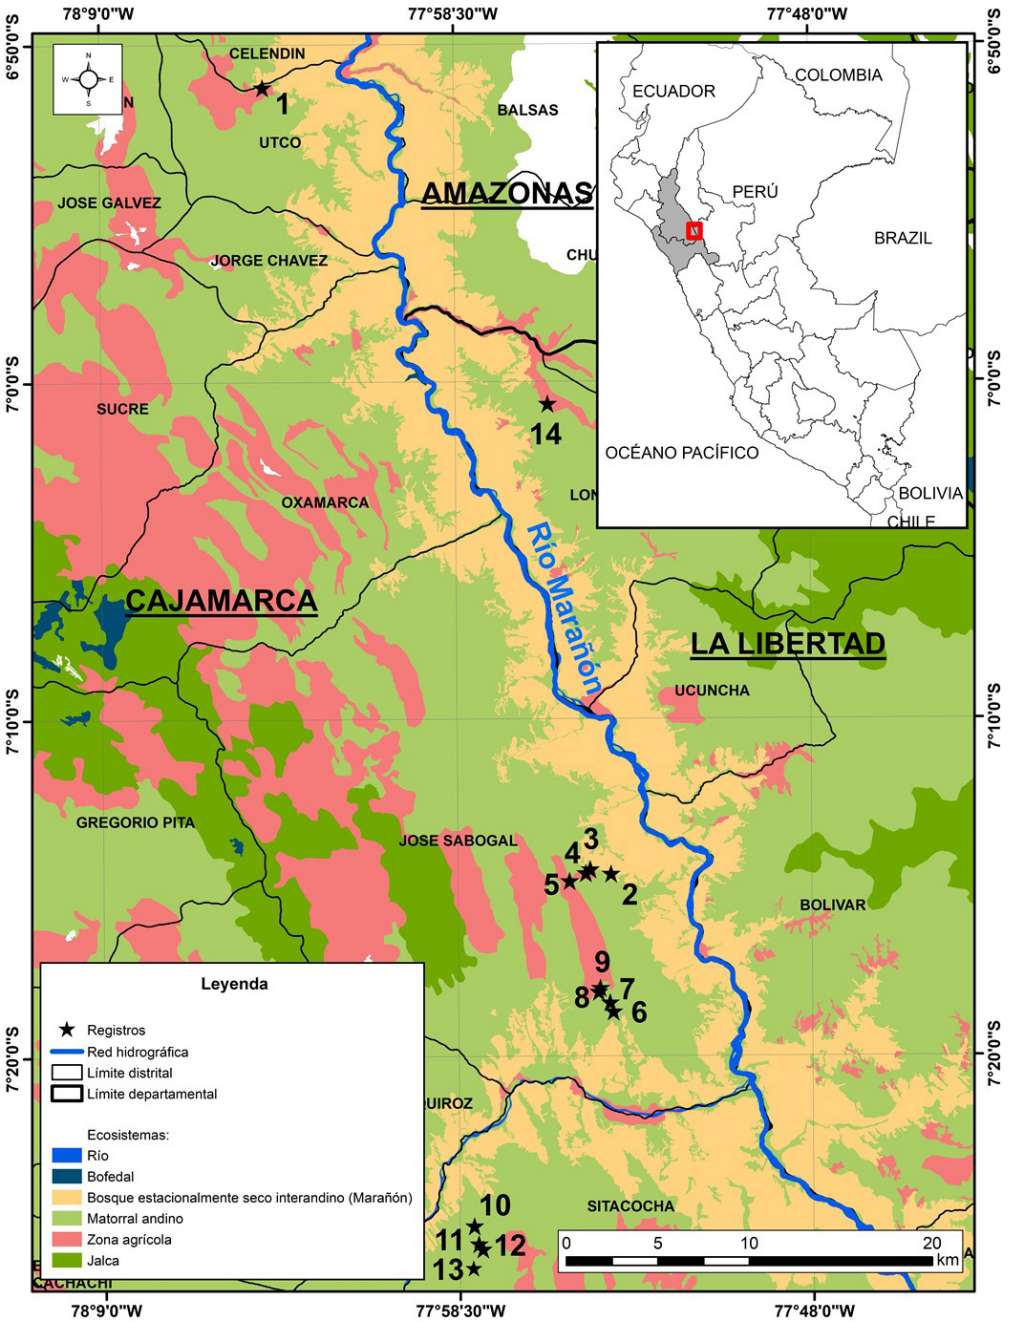 78°9'0"W
77°58'30"W
77°48'0"W
6°50'0"S
6°50'0"S
N
W
E
S
CELENDIN
N
1
UTCO
BALSAS
AMAZONAS
JOSE GALVEZ
CHU
JORGE CHAVEZ
COLOMBIA
ECUADOR
PERÚ
BRAZIL
OCÉANO PACÍFICO
BOLIVIA
CHILE
7°0'0"S
7°0'0"S
SUCRE
14
LON
OXAMARCA
Río Marañón
CAJAMARCA
LA LIBERTAD
UCUNCHA
7°10'0"S
7°10'0"S
GREGORIO PITA
JOSE SABOGAL
3
4
5
2
BOLIVAR
9
8
7
6
7°20'0"S
7°20'0"S
QUIROZ
SITACOCHA
10
11
12
13
CACHACHI
A
Leyenda
Registros
Red hidrográfica
Límite distrital
Límite departamental
Ecosistemas:
Río
Bofedal
Bosque estacionalmente seco interandino (Marañón)
Matorral andino
Zona agrícola
Jalca
0 5 10 20
km
78°9'0"W
77°58'30"W
77°48'0"W